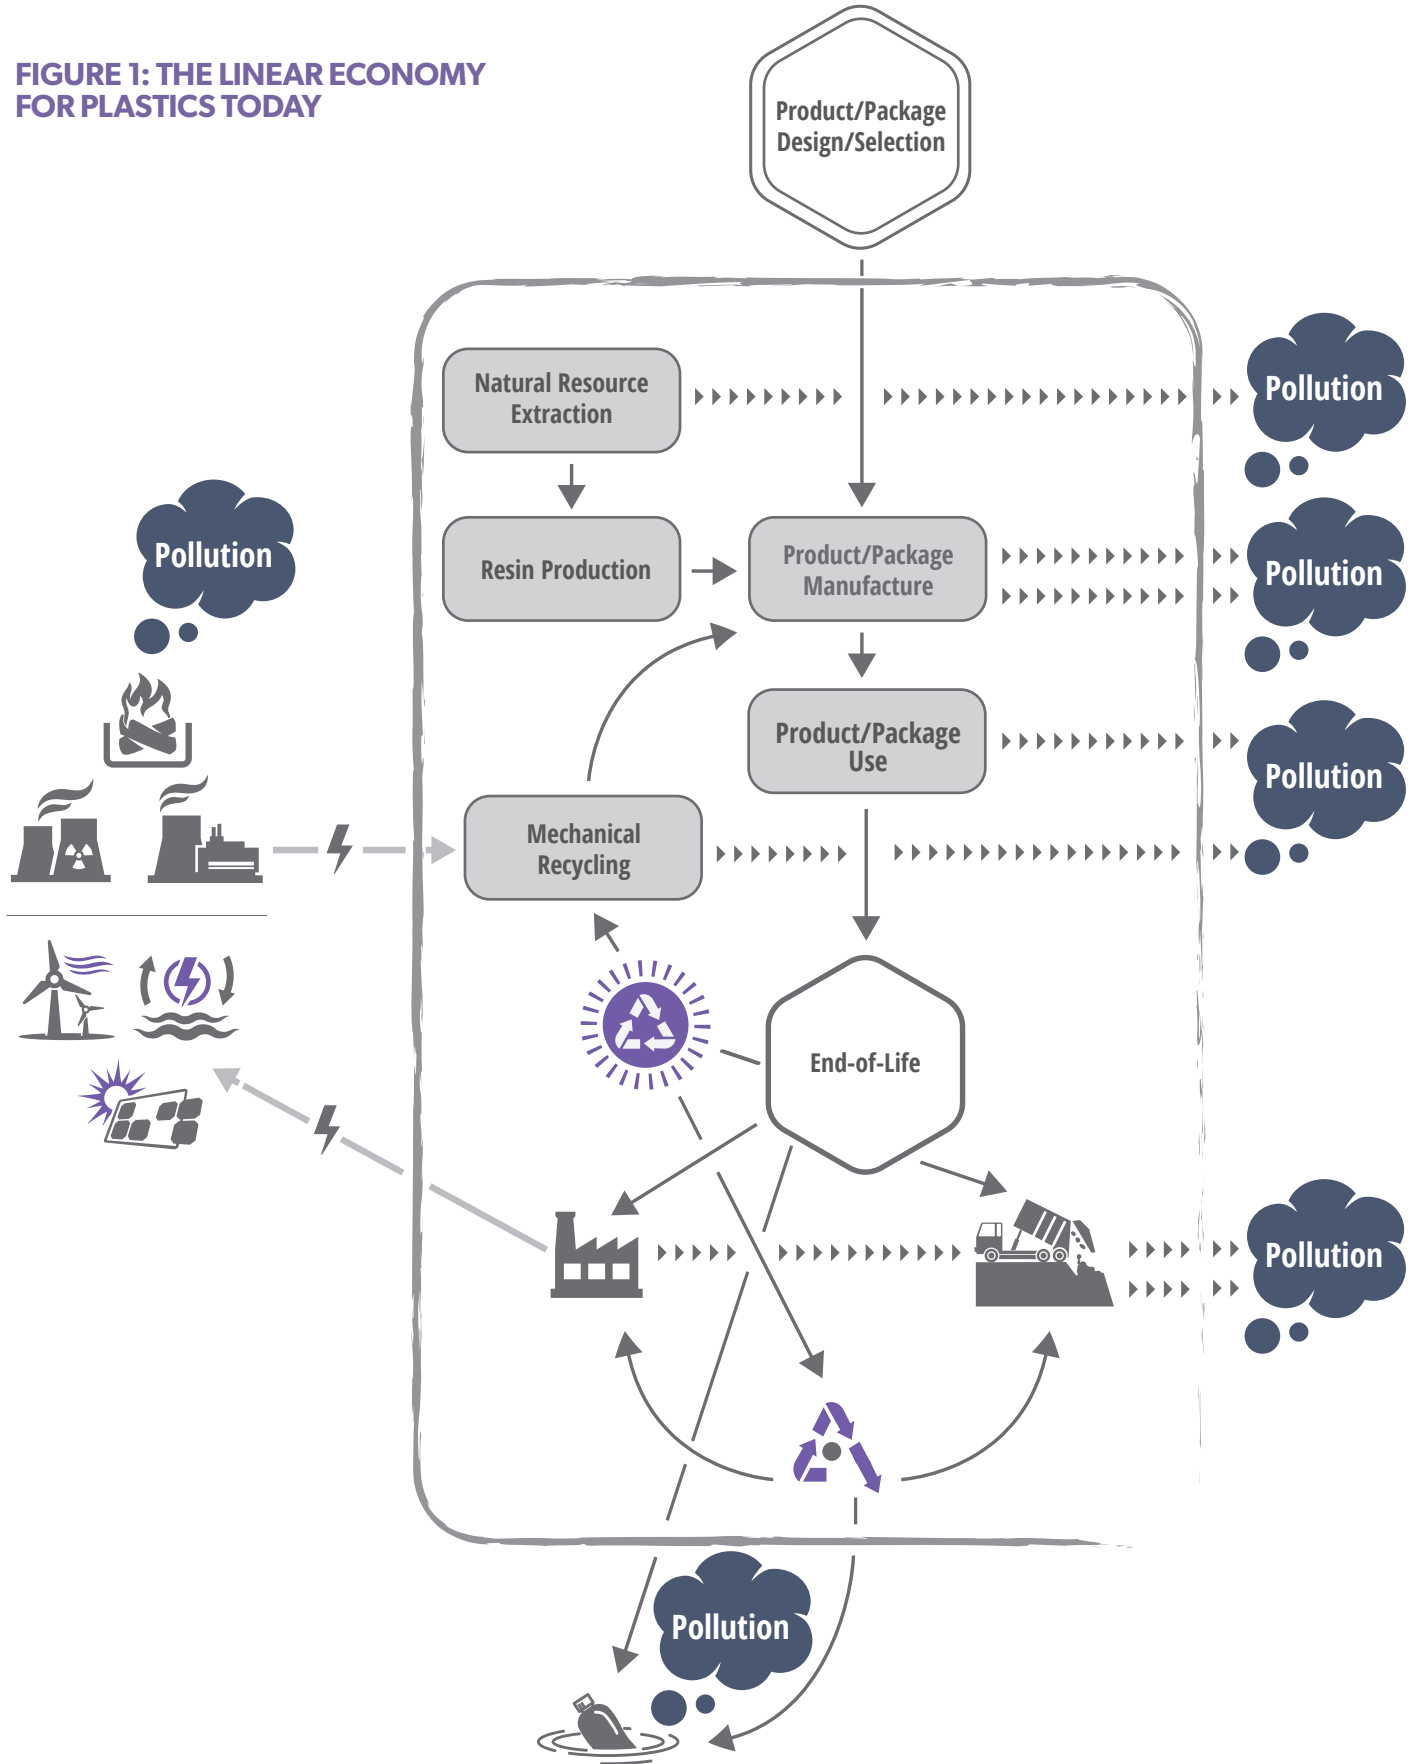 FIGURE 1: THE LINEAR ECONOMY
FOR PLASTICS TODAY
Product/Package
Design/Selection
Natural Resource
Extraction
Pollution
Pollution
Resin Production
Product/Package
Manufacture
Pollution
Product/Package
Use
Pollution
Mechanical
Recycling
End-of-Life
Pollution
Pollution